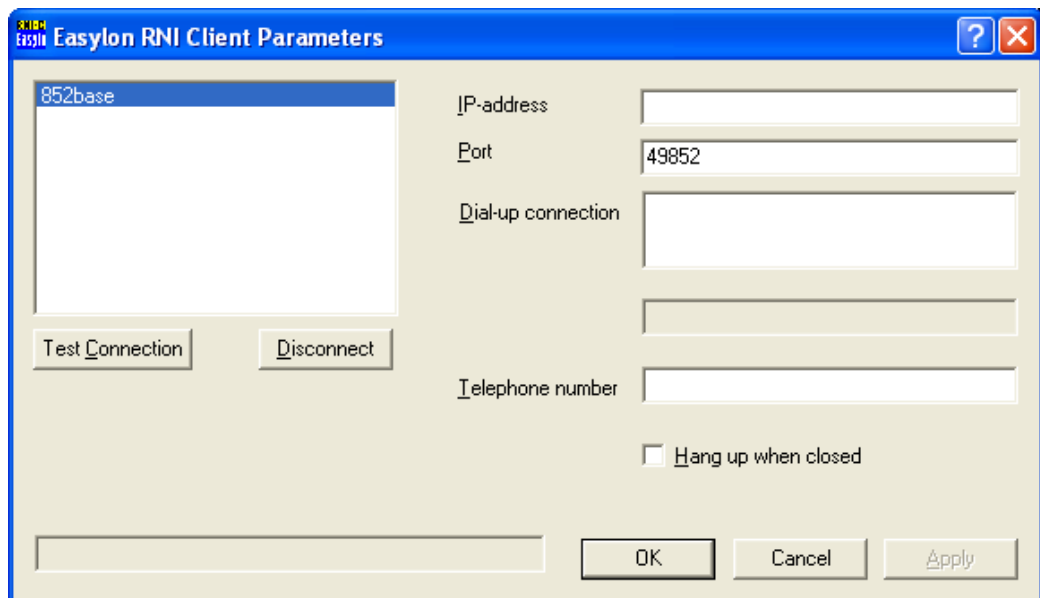 Easylon RNI Client Parameters
852base
IP-address
Port
49852
Dial-up connection
Test Connection
Disconnect
Telephone number
Hang up when closed
OK
Cancel
Apply